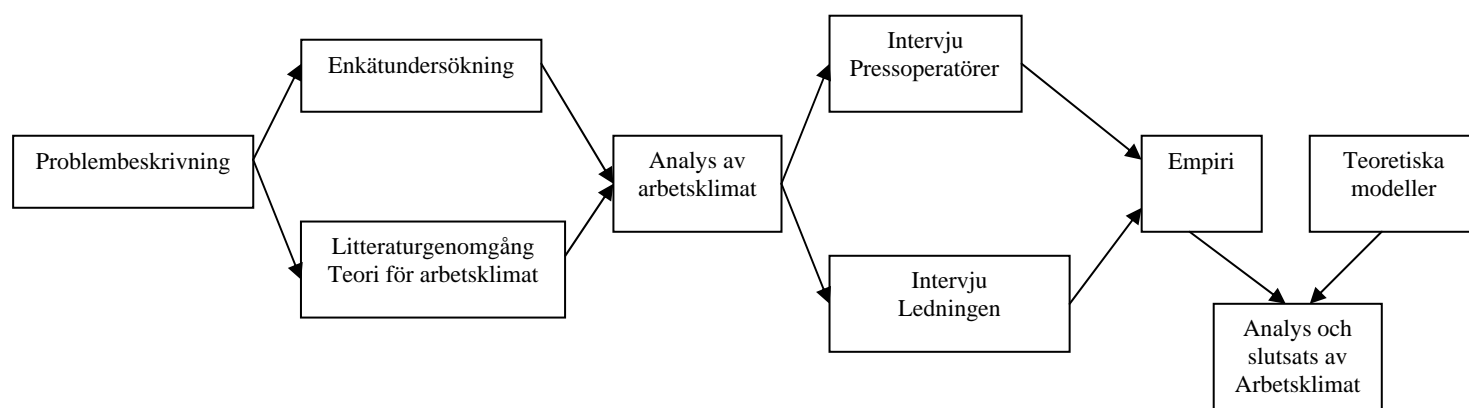 Problembeskrivning
Enkätundersökning
Litteraturgenomgång
Teori för arbetsklimat
Analys av
arbetsklimat
Intervju
Pressoperatörer
Intervju
Ledningen
Empiri
Teoretiska
modeller
Analys och
slutsats av
Arbetsklimat